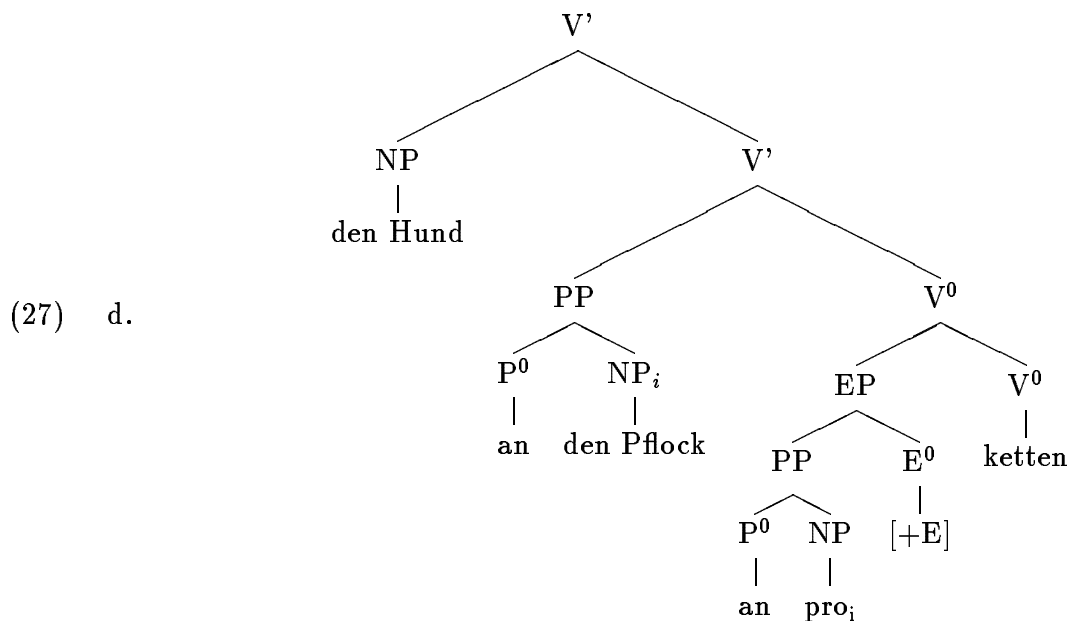 V’
NP V’
den Hund
(27) d. PP V⁰
P⁰ NPᵢ EP V⁰
an den Pflock PP E⁰ ketten
P⁰ NP [+E]
an proᵢ